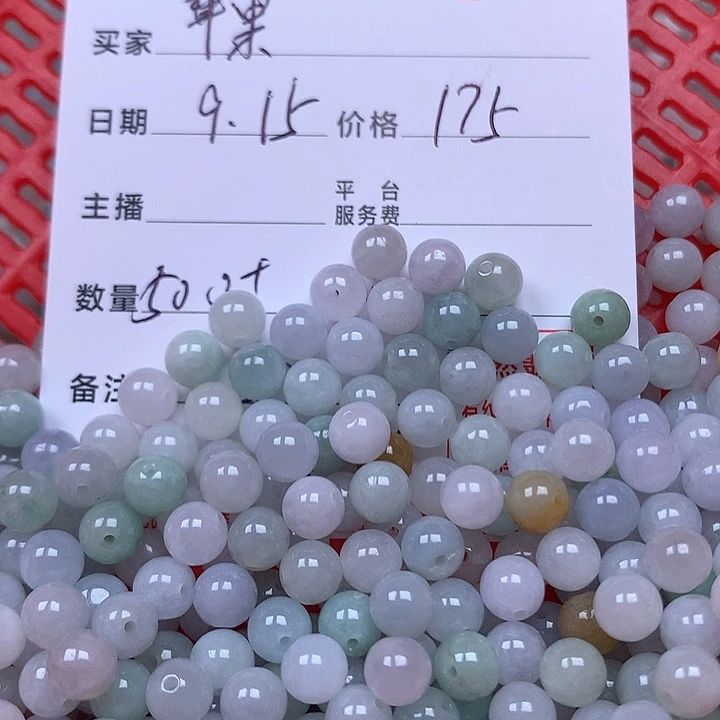 买家 苹果
日期 9.15 价格 175
主播 平台服务费
数量 50
备注